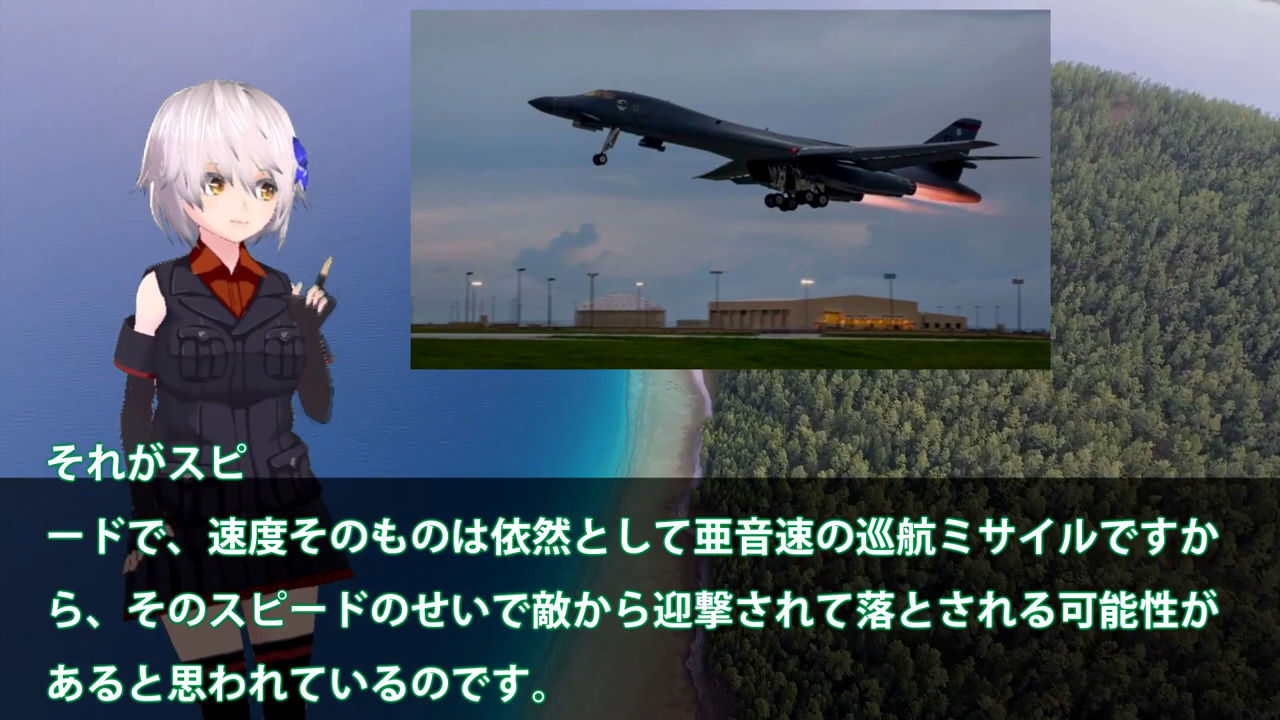 それがスピ
ードで、速度そのものは依然として亜音速の巡航ミサイルですか
ら、そのスピードのせいで敵から迎撃されて落とされる可能性が
あると思われているのです。